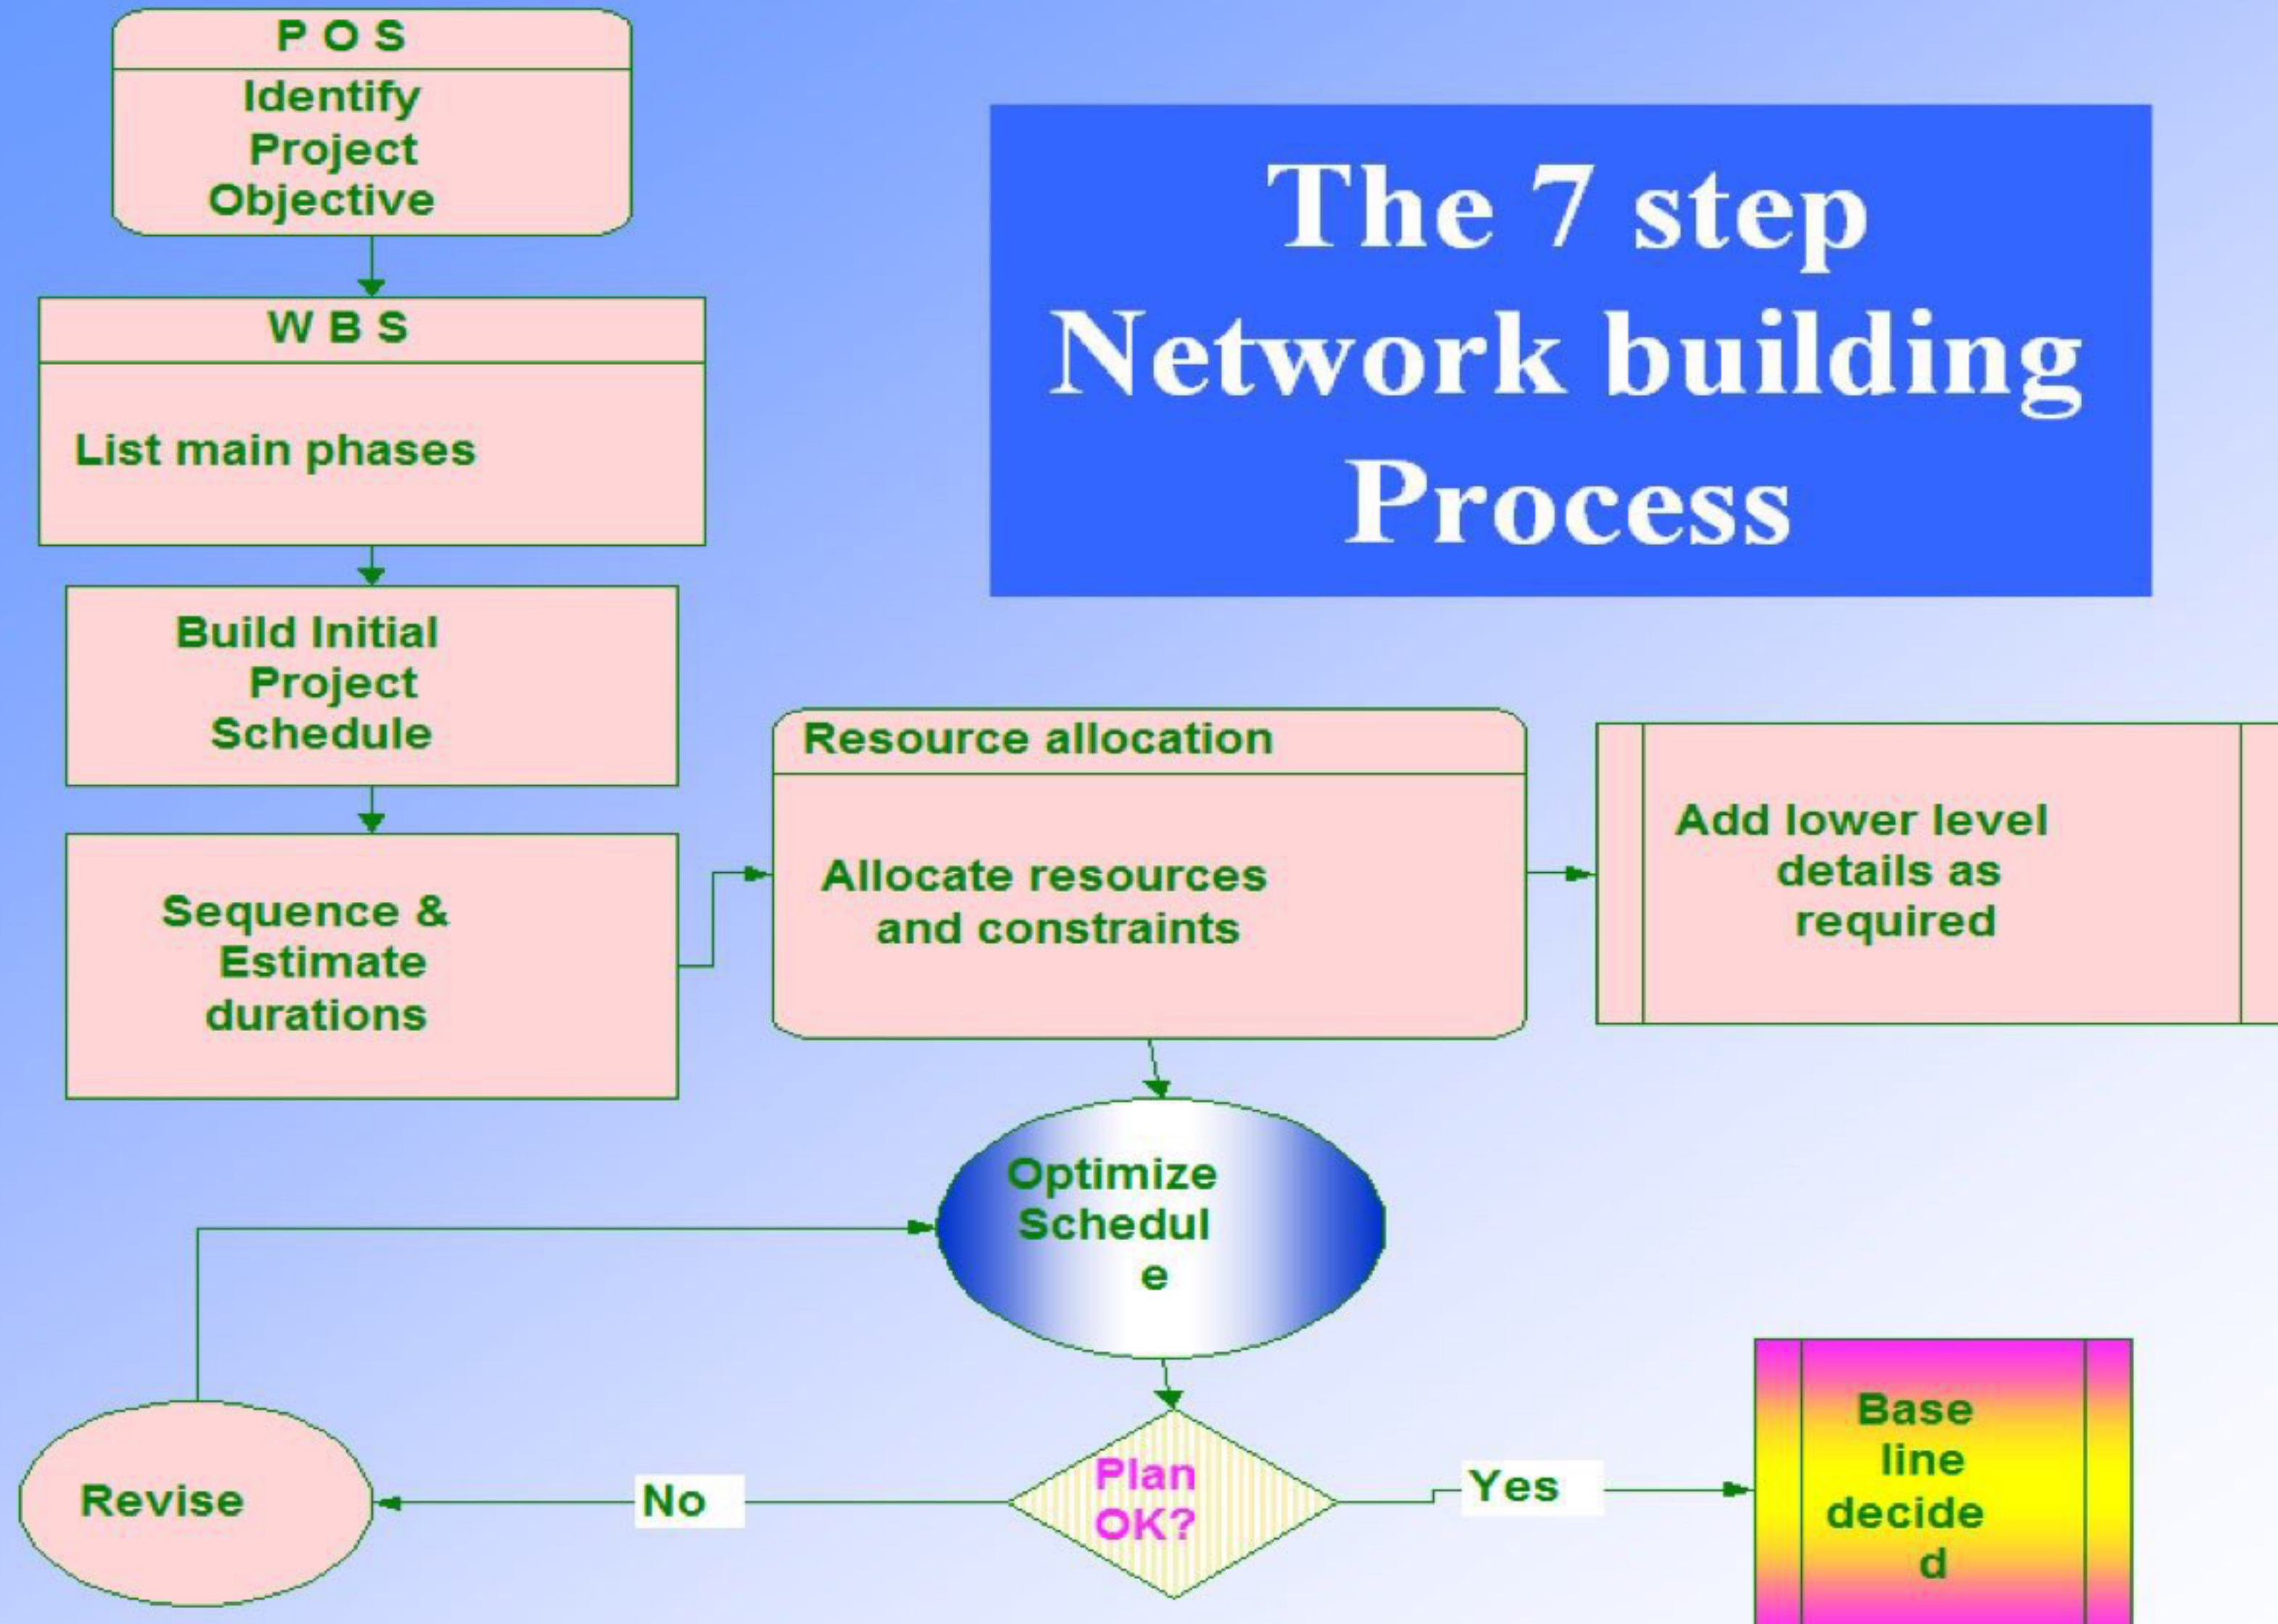 P O S
Identify
Project
Objective
The 7 step
Network building
Process
W B S
List main phases
Build Initial
Project
Schedule
Resource allocation
Allocate resources
and constraints
Add lower level
details as
required
Sequence &
Estimate
durations
Optimize
Schedul
e
Revise
No
Plan
OK?
Yes
Base
line
decide
d